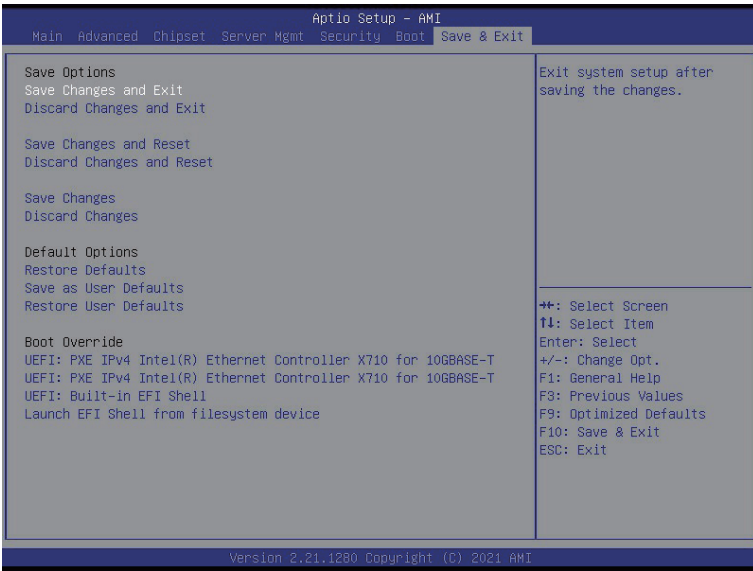 Aptio Setup – AMI
Main Advanced Chipset Server Mgmt Security Boot Save & Exit
Save Options
Save Changes and Exit
Discard Changes and Exit
Save Changes and Reset
Discard Changes and Reset
Save Changes
Discard Changes
Default Options
Restore Defaults
Save as User Defaults
Restore User Defaults
Boot Override
UEFI: PXE IPv4 Intel(R) Ethernet Controller X710 for 10GBASE-T
UEFI: PXE IPv4 Intel(R) Ethernet Controller X710 for 10GBASE-T
UEFI: Built-in EFI Shell
Launch EFI Shell from filesystem device
Exit system setup after
saving the changes.
→←: Select Screen
↑↓: Select Item
Enter: Select
+/-: Change Opt.
F1: General Help
F3: Previous Values
F9: Optimized Defaults
F10: Save & Exit
ESC: Exit
Version 2.21.1280 Copyright (C) 2021 AMI